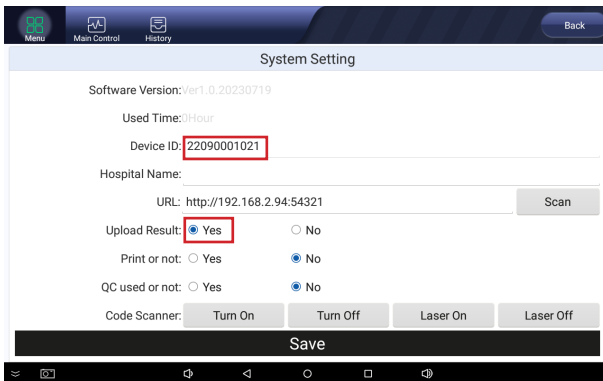 Menu Main Control History Back
System Setting
Software Version:Ver1.0.20230719
Used Time:0Hour
Device ID: 22090001021
Hospital Name:
URL: http://192.168.2.94:54321 Scan
Upload Result: Yes No
Print or not: Yes No
QC used or not: Yes No
Code Scanner: Turn On Turn Off Laser On Laser Off
Save